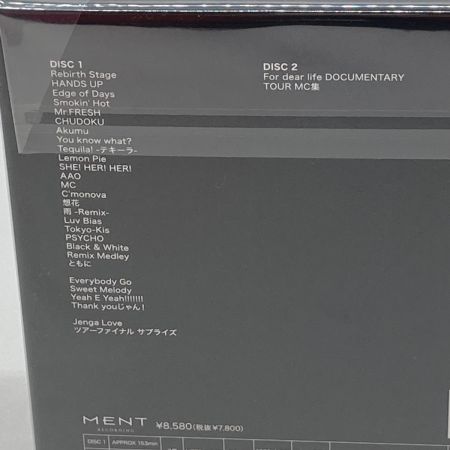 DISC 1
Rebirth Stage
HANDS UP
Edge of Days
Smokin' Hot
Mr.FRESH
CHUDOKU
Akumu
You know what?
Tequila! -テキーラ-
Lemon Pie
SHE! HER! HER!
AAO
MC
C'monova
想花
雨 -Remix-
Luv Bias
Tokyo-Kis
PSYCHO
Black & White
Remix Medley
ともに
Everybody Go
Sweet Melody
Yeah E Yeah!!!!!!!
Thank youじゃん!
Jenga Love
ツアーファイナル サプライズ
DISC 2
For dear life DOCUMENTARY
TOUR MC集
MENT
RECORDING
¥8,580(税抜¥7,800)
DISC 1 APPROX 153min